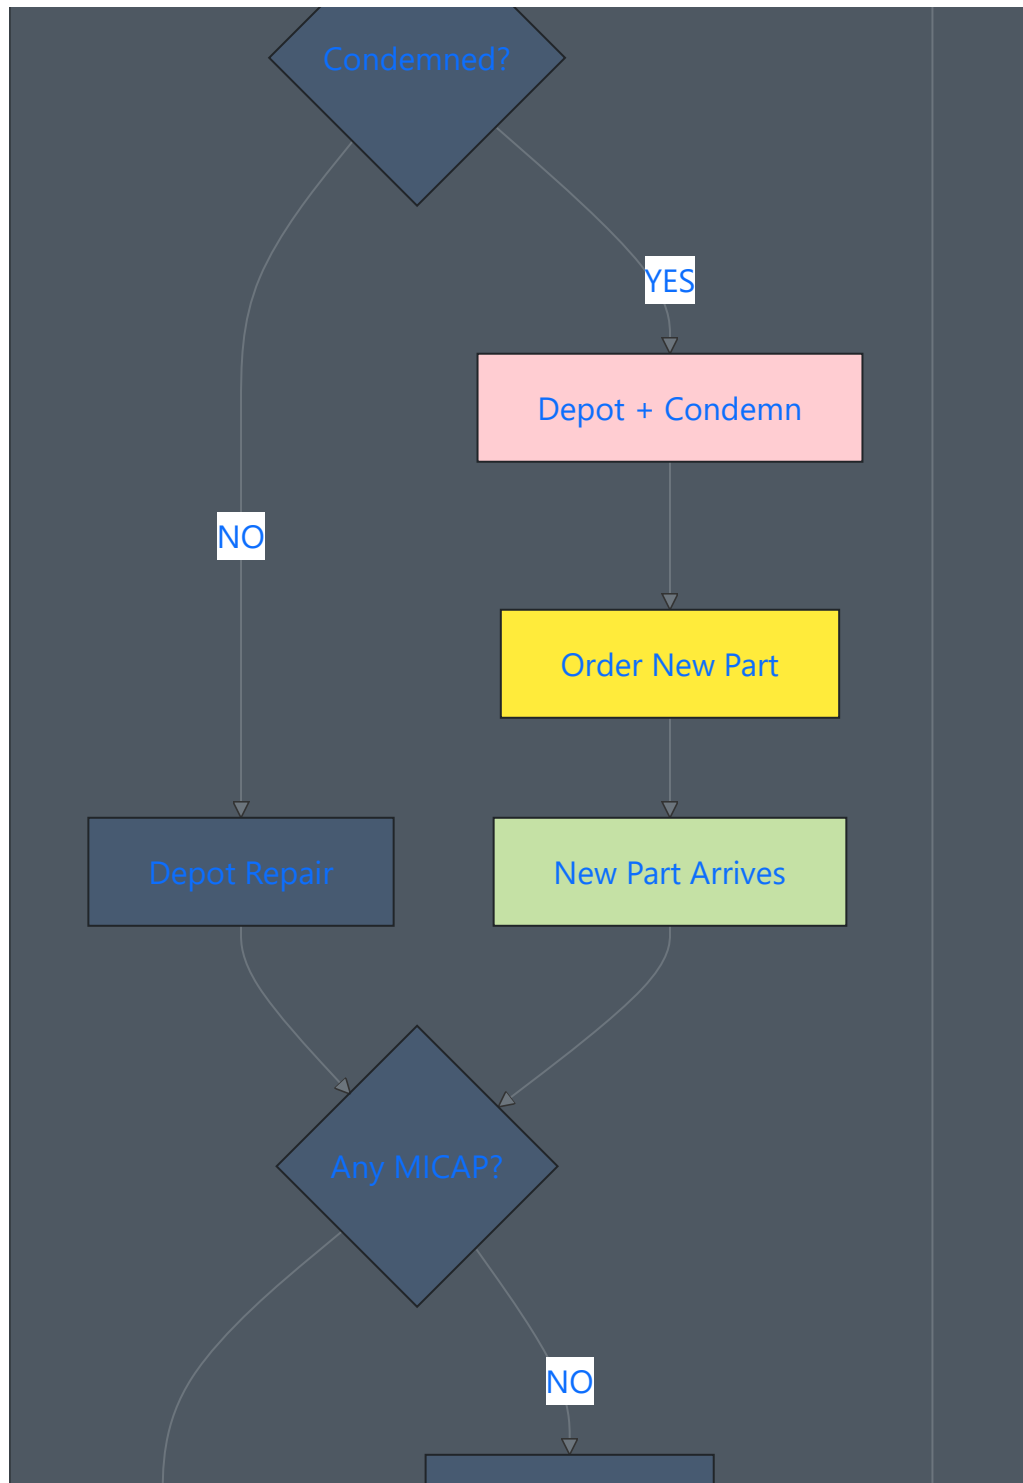 Condemned?
YES
Depot + Condemn
NO
Order New Part
Depot Repair
New Part Arrives
Any MICAP?
NO